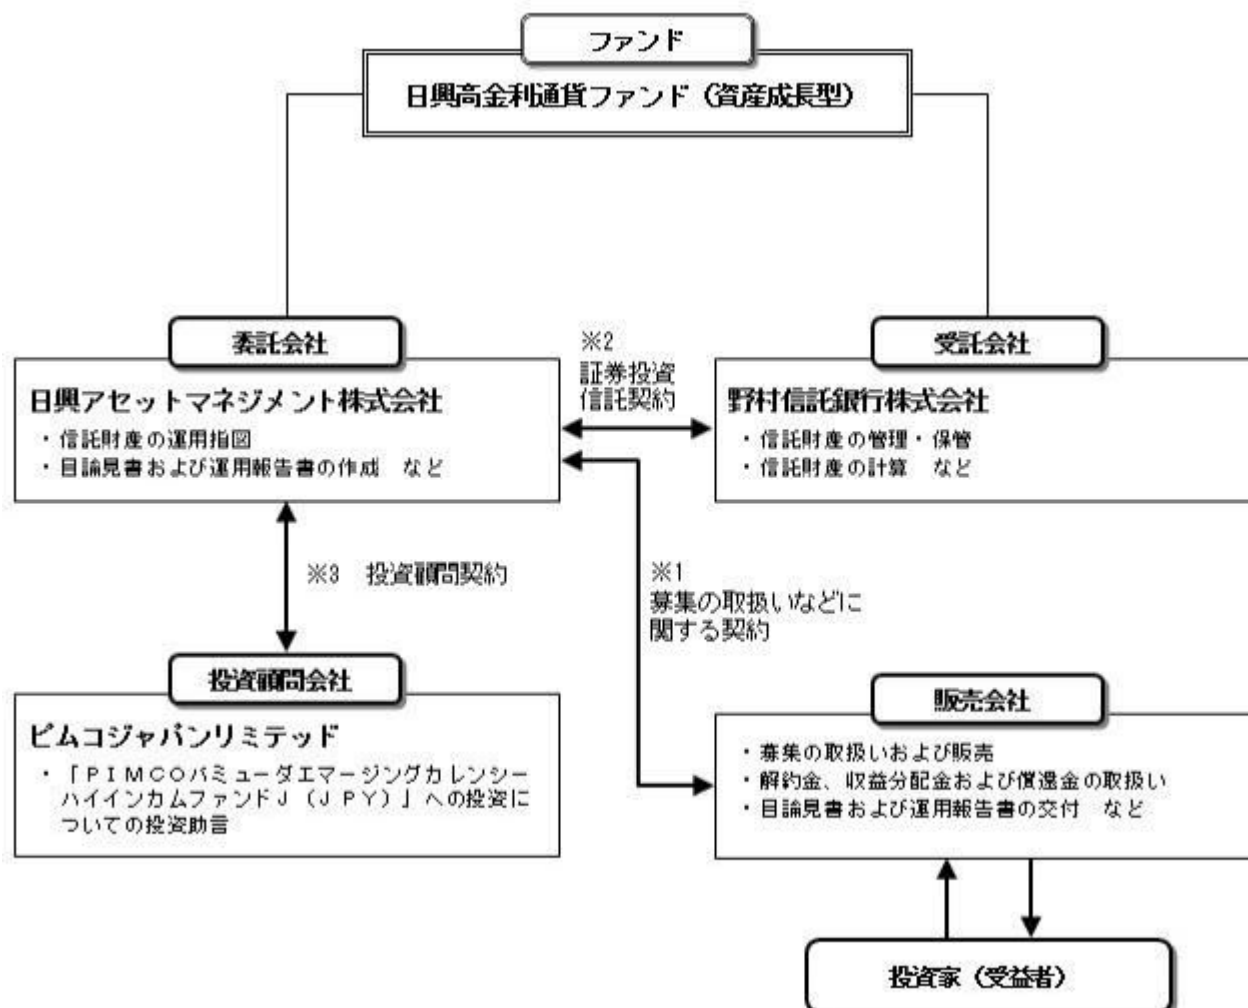 ファンド
日興高金利通貨ファンド（資産成長型）
委託会社
日興アセットマネジメント株式会社
・信託財産の運用指図
・目論見書および運用報告書の作成　など
※2
証券投資
信託契約
受託会社
野村信託銀行株式会社
・信託財産の管理・保管
・信託財産の計算　など
※3　投資顧問契約
※1
募集の取扱いなどに
関する契約
投資顧問会社
ピムコジャパンリミテッド
・「ＰＩＭＣＯバミューダエマージングカレンシー
ハイインカムファンドＪ（ＪＰＹ）」への投資に
ついての投資助言
販売会社
・募集の取扱いおよび販売
・解約金、収益分配金および償還金の取扱い
・目論見書および運用報告書の交付　など
投資家（受益者）